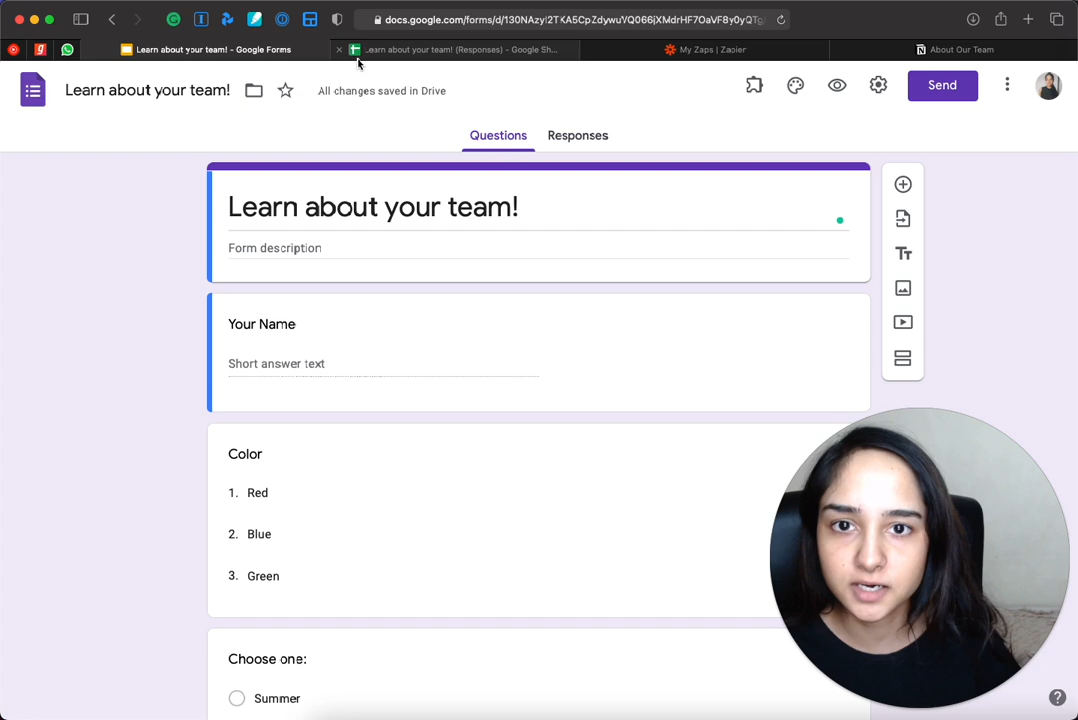 docs.google.com/forms/d/130NAzy
Learn about your team! - Google Forms
Learn about your team! (Responses) - Google Sh...
My Zaps | Zapier
About Our Team
Learn about your team!
All changes saved in Drive
Send
Questions
Responses
Learn about your team!
Form description
Your Name
Short answer text
Color
1. Red
2. Blue
3. Green
Choose one:
Summer